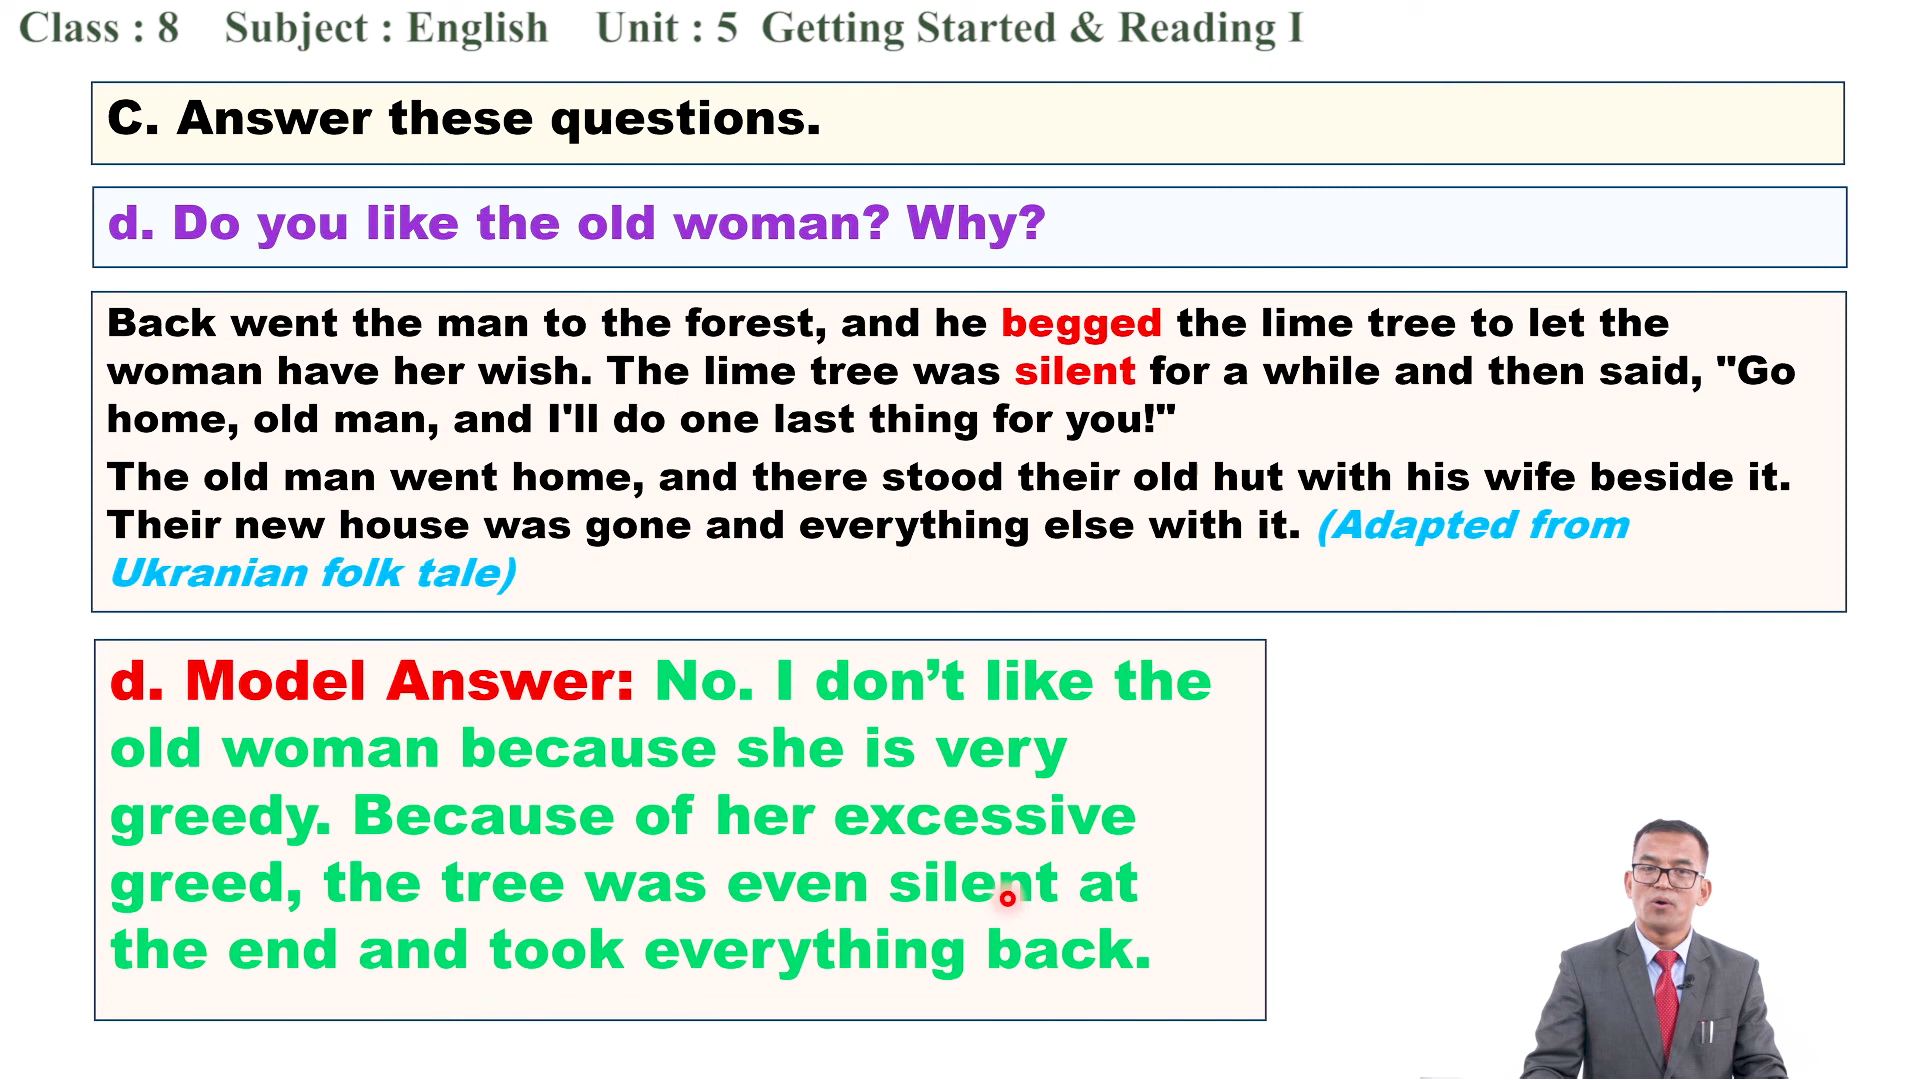 Class : 8 Subject : English Unit : 5 Getting Started & Reading I
C. Answer these questions.
d. Do you like the old woman? Why?
Back went the man to the forest, and he begged the lime tree to let the
woman have her wish. The lime tree was silent for a while and then said, "Go
home, old man, and I'll do one last thing for you!"
The old man went home, and there stood their old hut with his wife beside it.
Their new house was gone and everything else with it. (Adapted from
Ukranian folk tale)
d. Model Answer: No. I don’t like the
old woman because she is very
greedy. Because of her excessive
greed, the tree was even silent at
the end and took everything back.